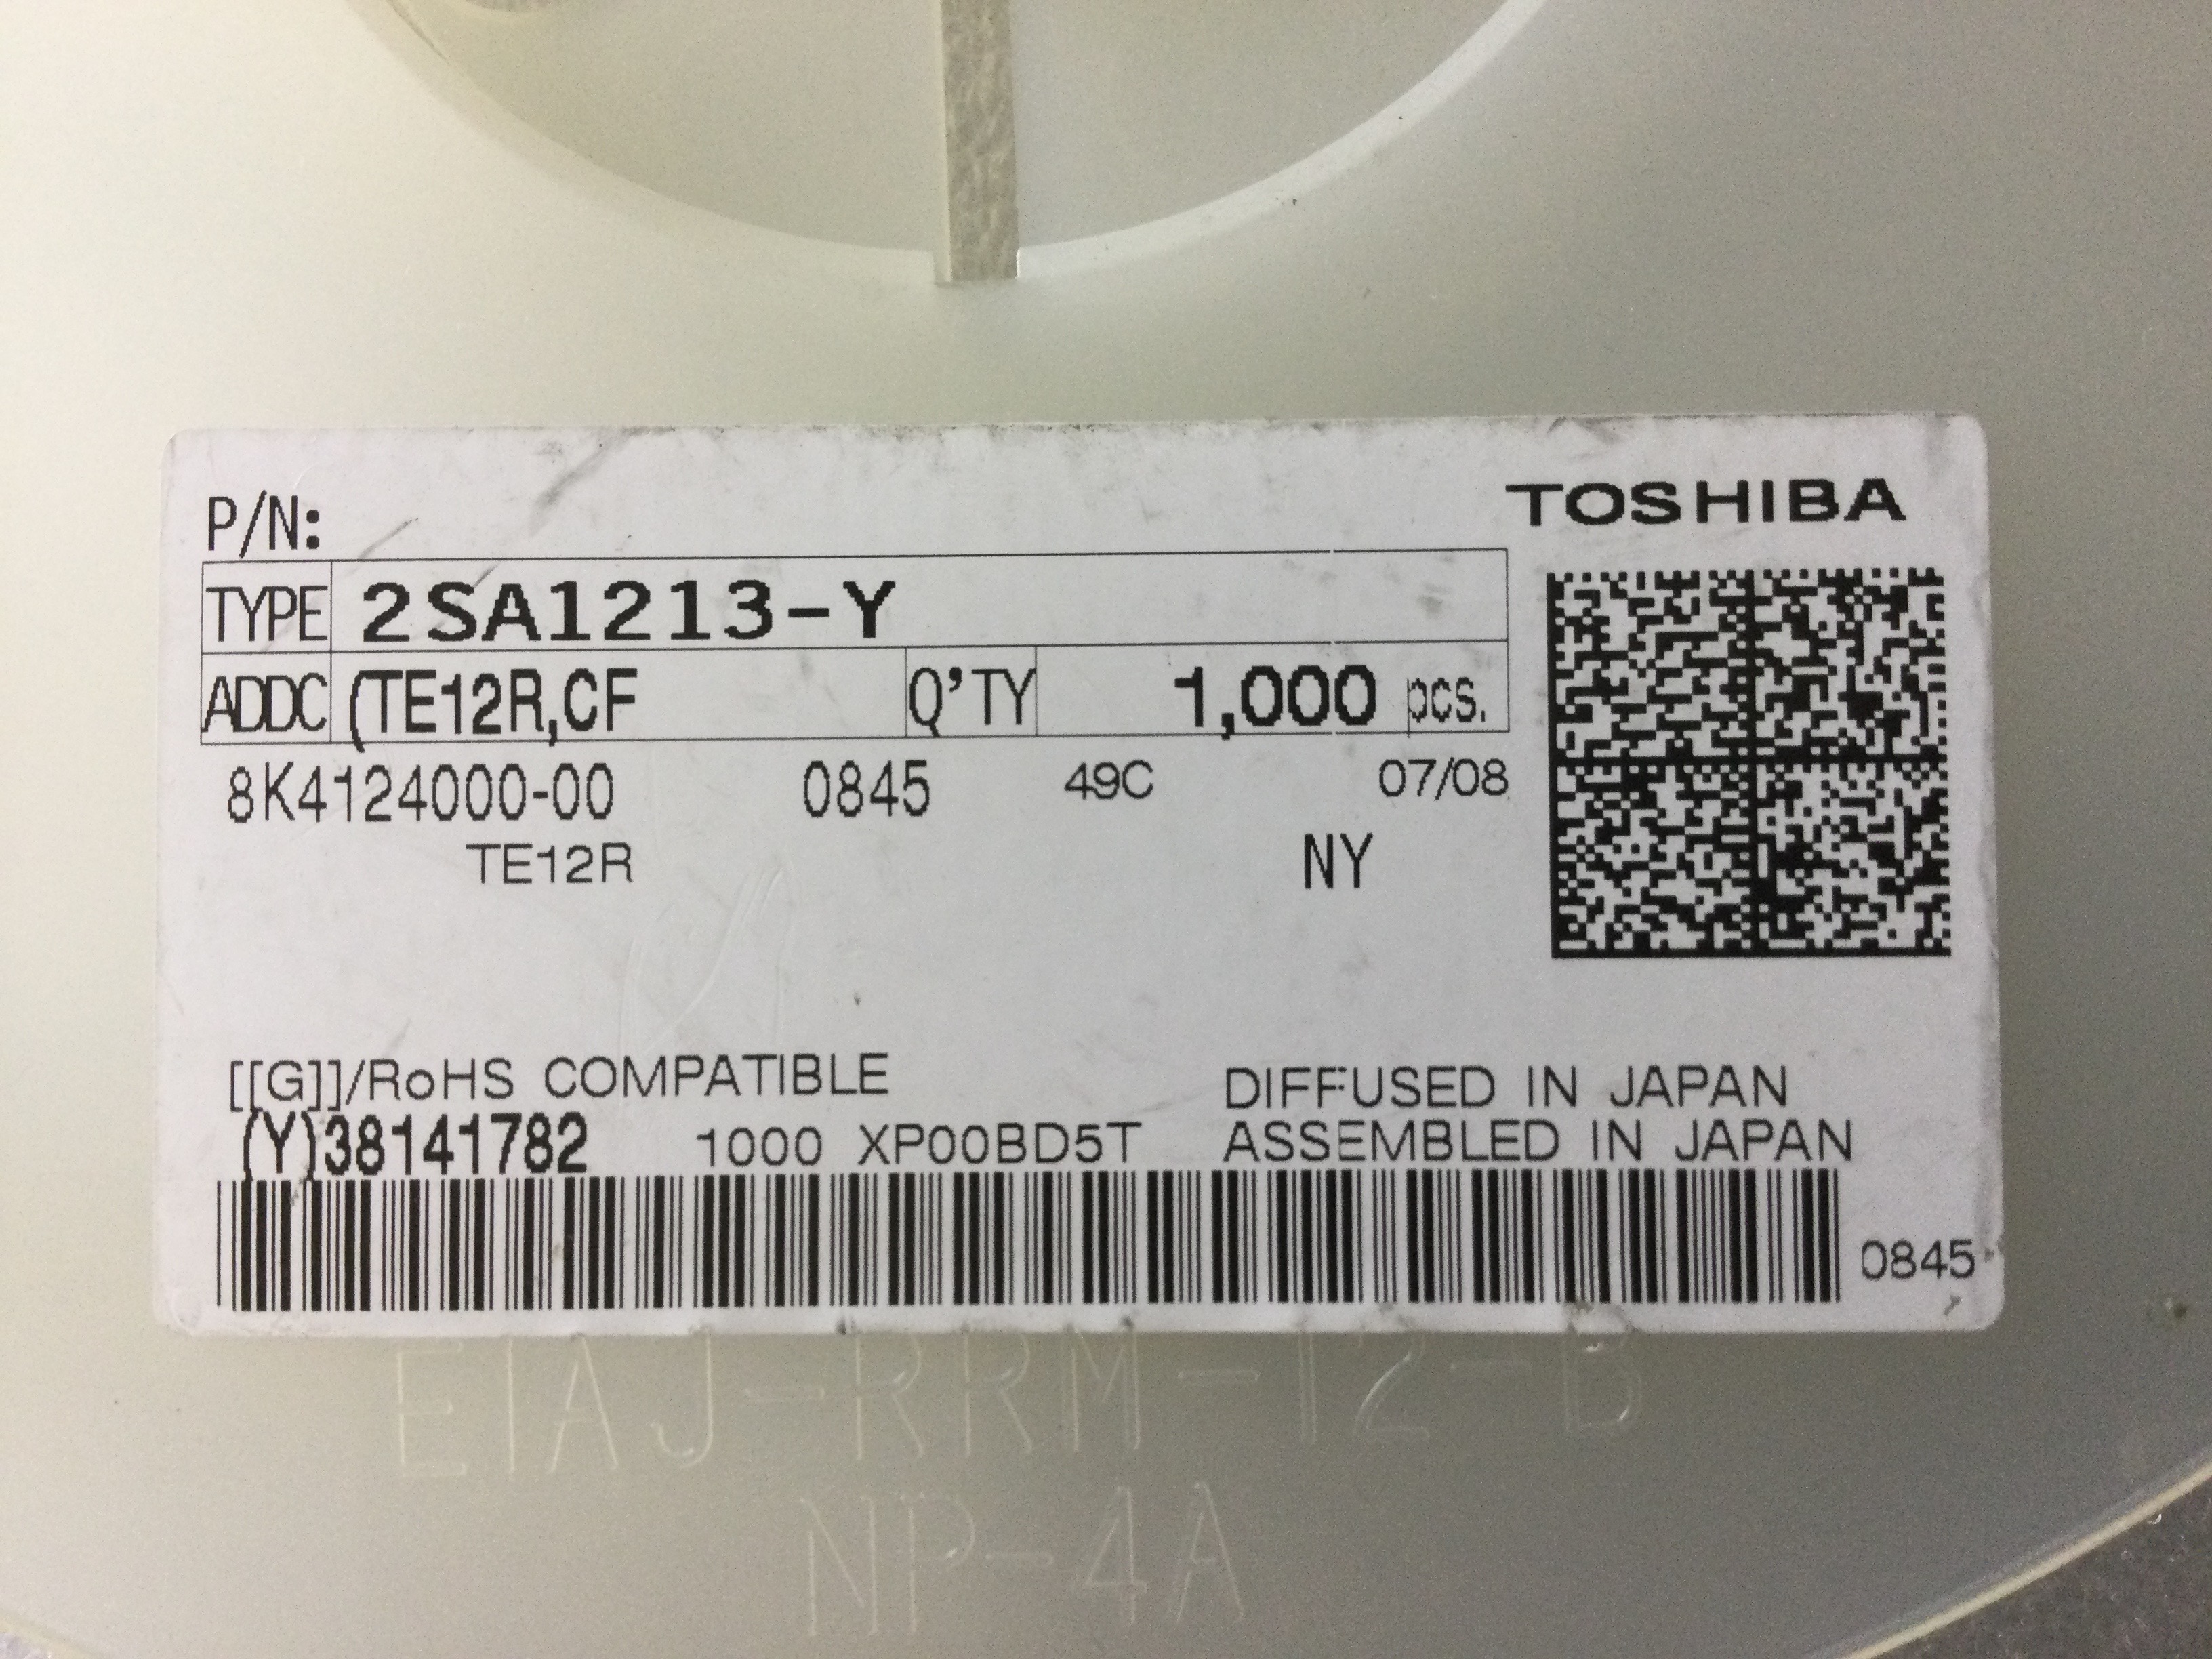 P/N:
TOSHIBA
TYPE 2SA1213-Y
ADDC (TE12R,CF Q'TY 1,000 pcs.
8K4124000-00 0845 49C 07/08
TE12R NY
[[G]]/RoHS COMPATIBLE
DIFFUSED IN JAPAN
(Y)38141782 1000 XP00BD5T ASSEMBLED IN JAPAN
0845
EIAJ-RRM-12-B
NP-4A